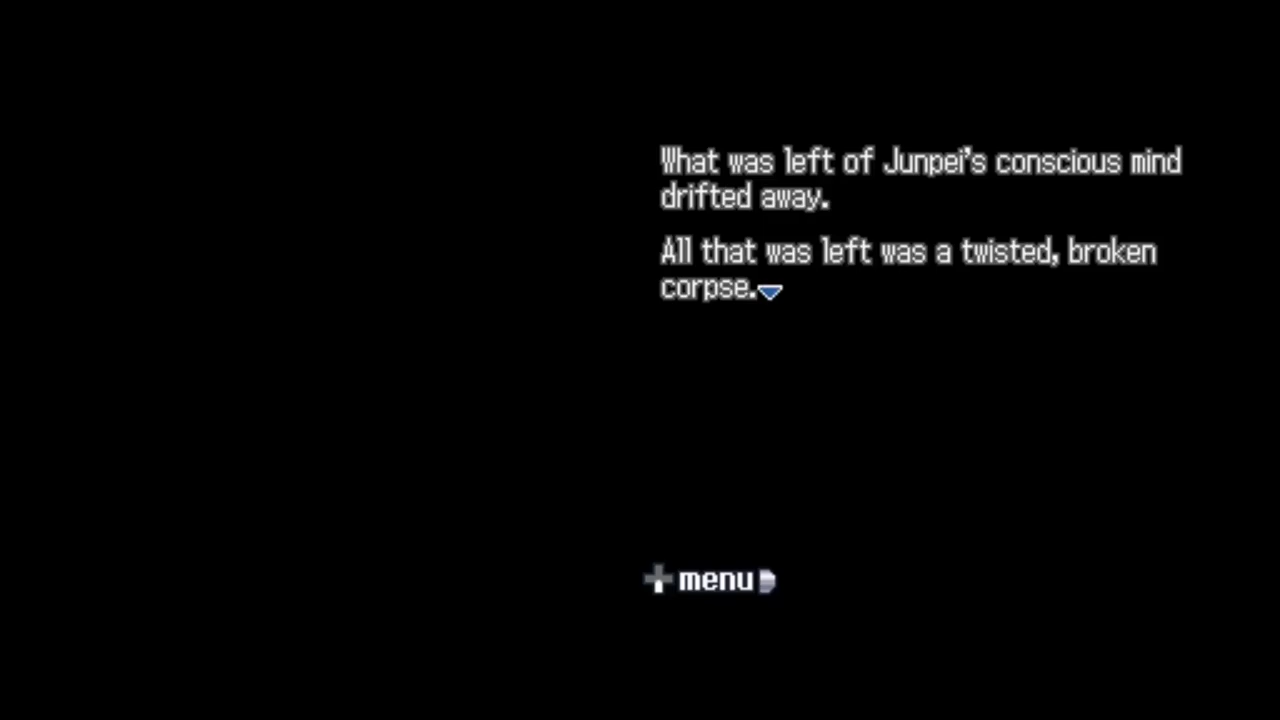 What was left of Junpei's conscious mind
drifted away.
All that was left was a twisted, broken
corpse.
menu